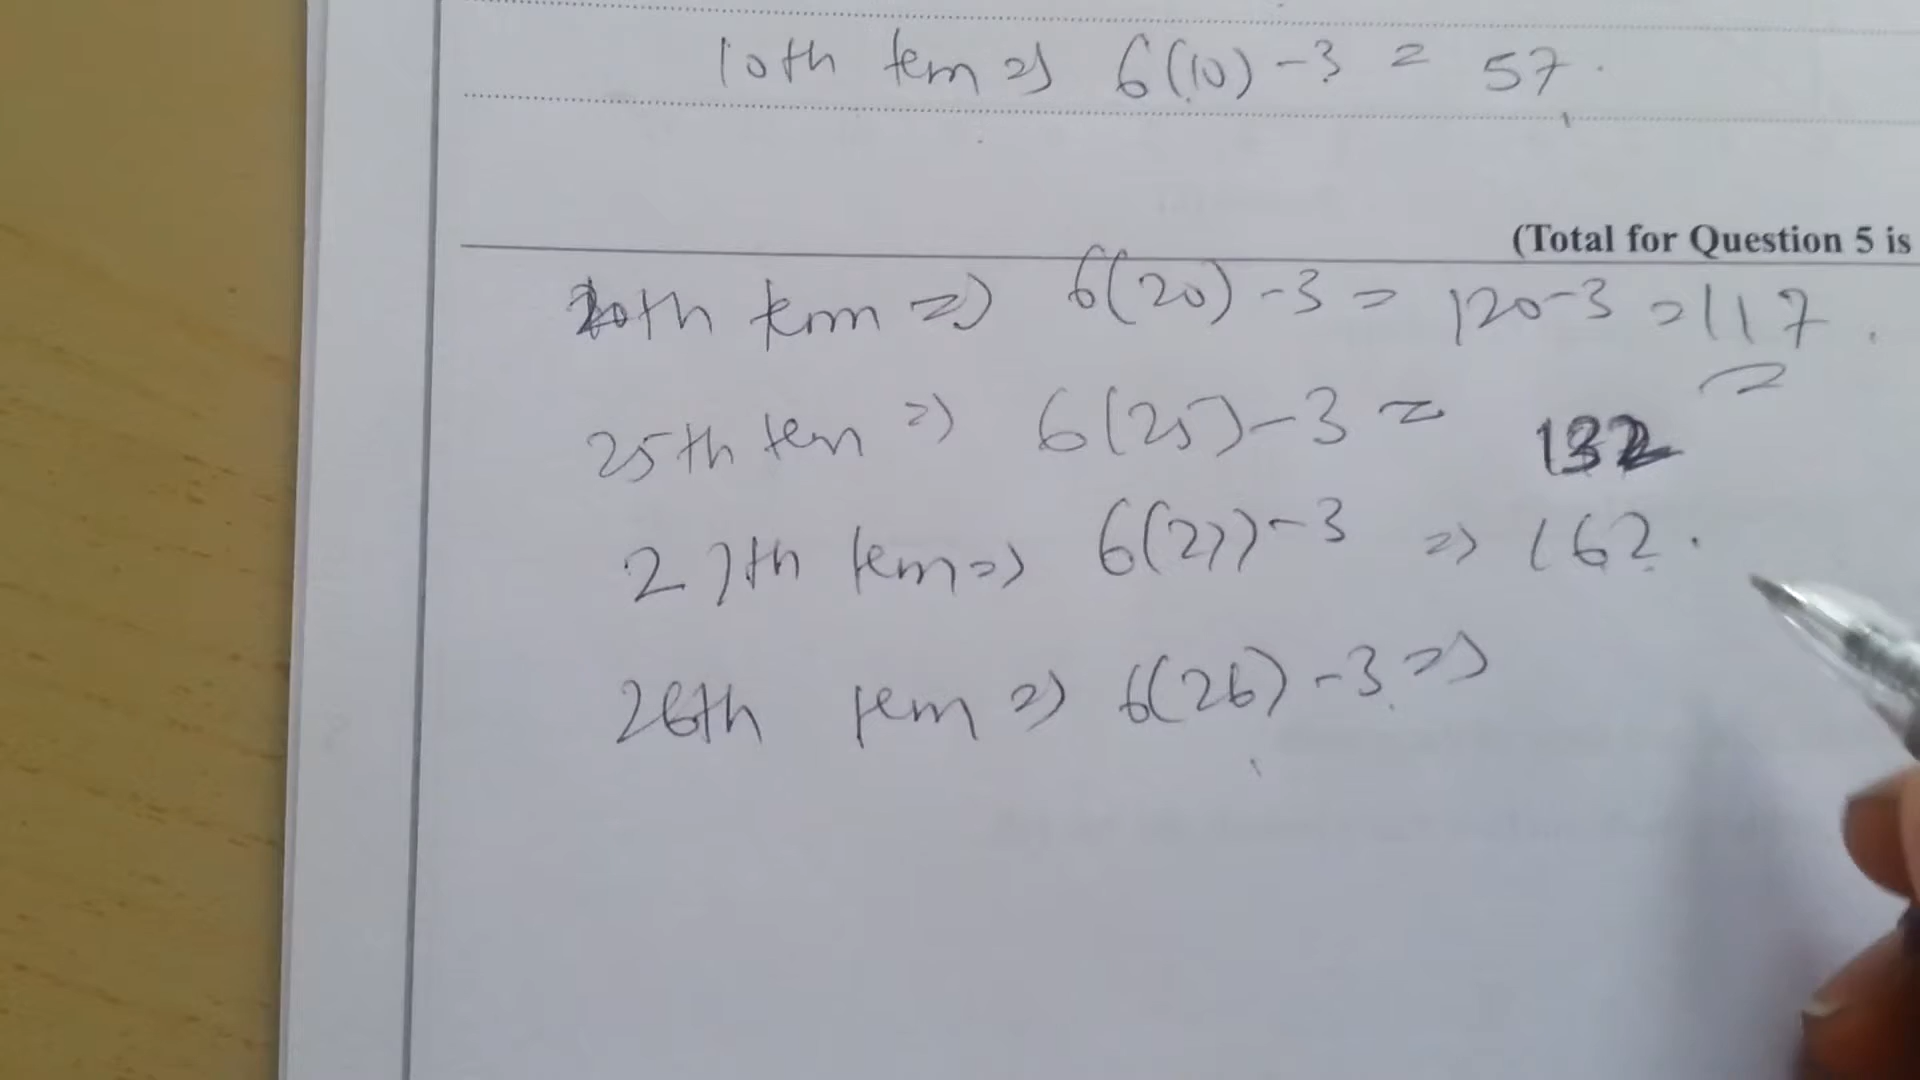 10th term => 6(10) -3 = 57.
(Total for Question 5 is
20th term => 6(20) -3 = 120-3 = 117.
25th term => 6(25) -3 = 132
27th term => 6(27) -3 => 162.
26th term => 6(26) -3 =>